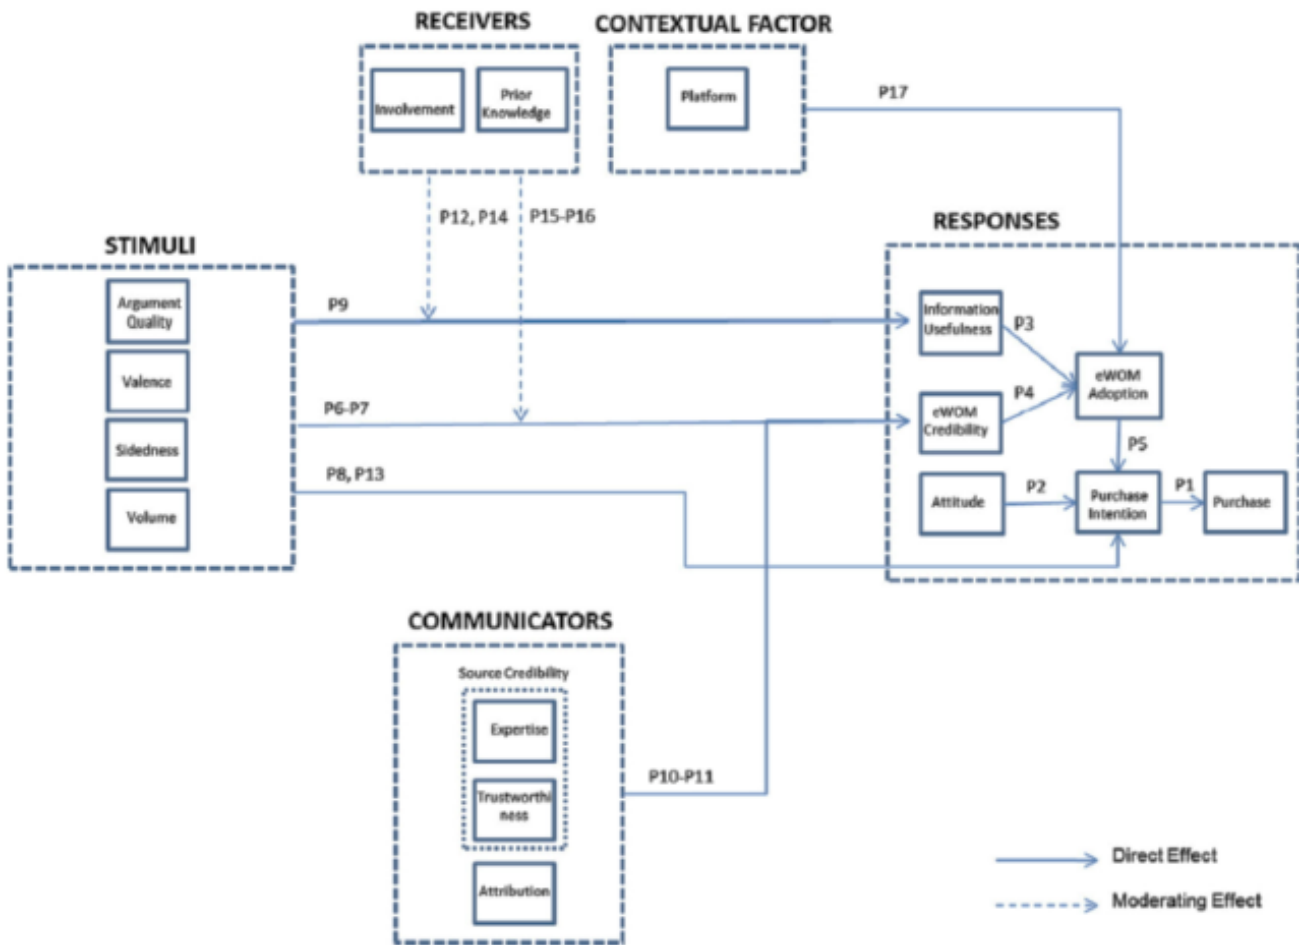 RECEIVERS
CONTEXTUAL FACTOR
Involvement
Prior
Knowledge
Platform
P17
P12, P14
P15-P16
STIMULI
RESPONSES
Argument
Quality
Valence
Sidedness
Volume
P9
P6-P7
P8, P13
Information
Usefulness
P3
eWOM
Adoption
P4
eWOM
Credibility
P5
Attitude
P2
Purchase
Intention
P1
Purchase
COMMUNICATORS
Source Credibility
Expertise
Trustworthi
ness
Attribution
P10-P11
Direct Effect
Moderating Effect